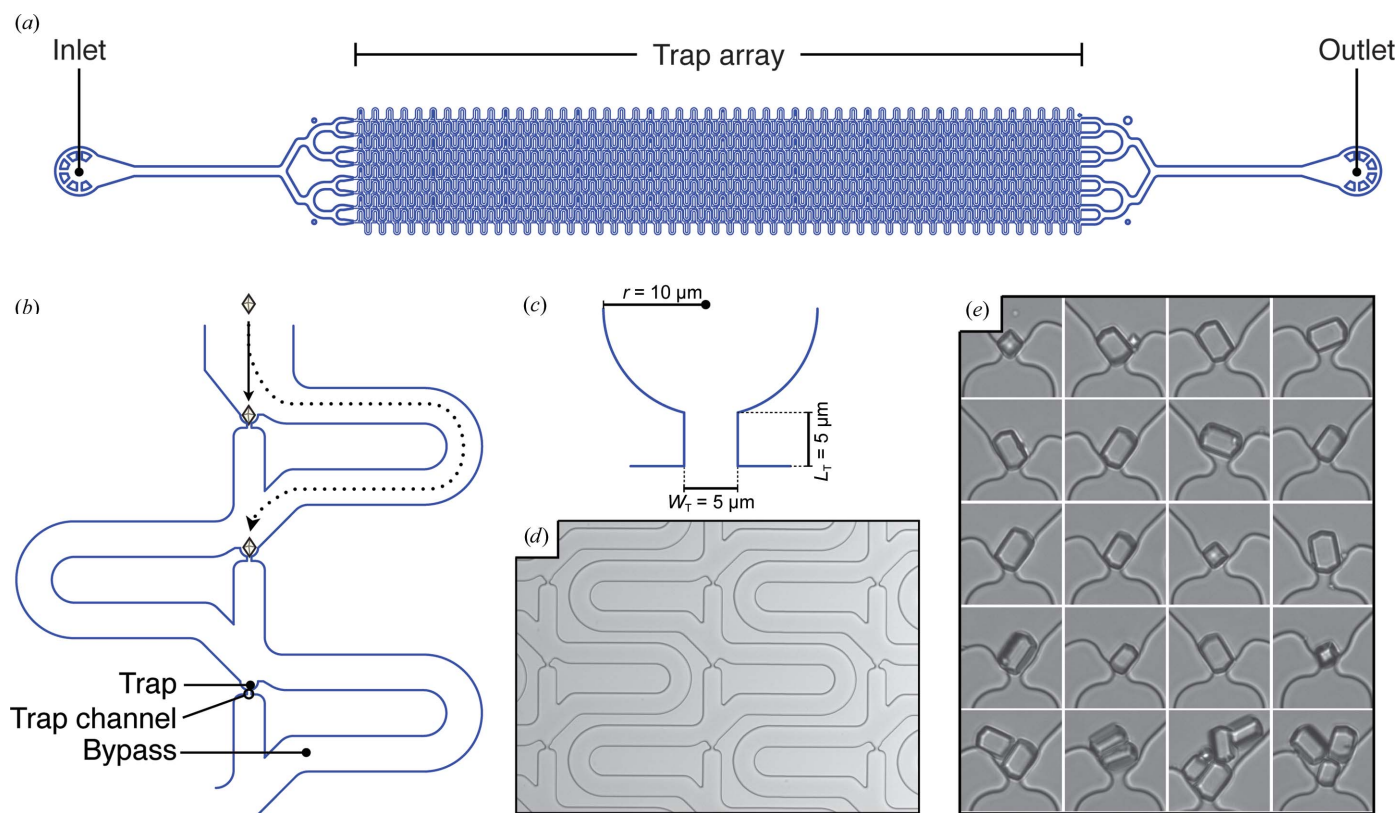 (a)
Inlet
Trap array
Outlet
(b)
Trap
Trap channel
Bypass
(c)
r = 10 µm
L_T = 5 µm
W_T = 5 µm
(d)
(e)